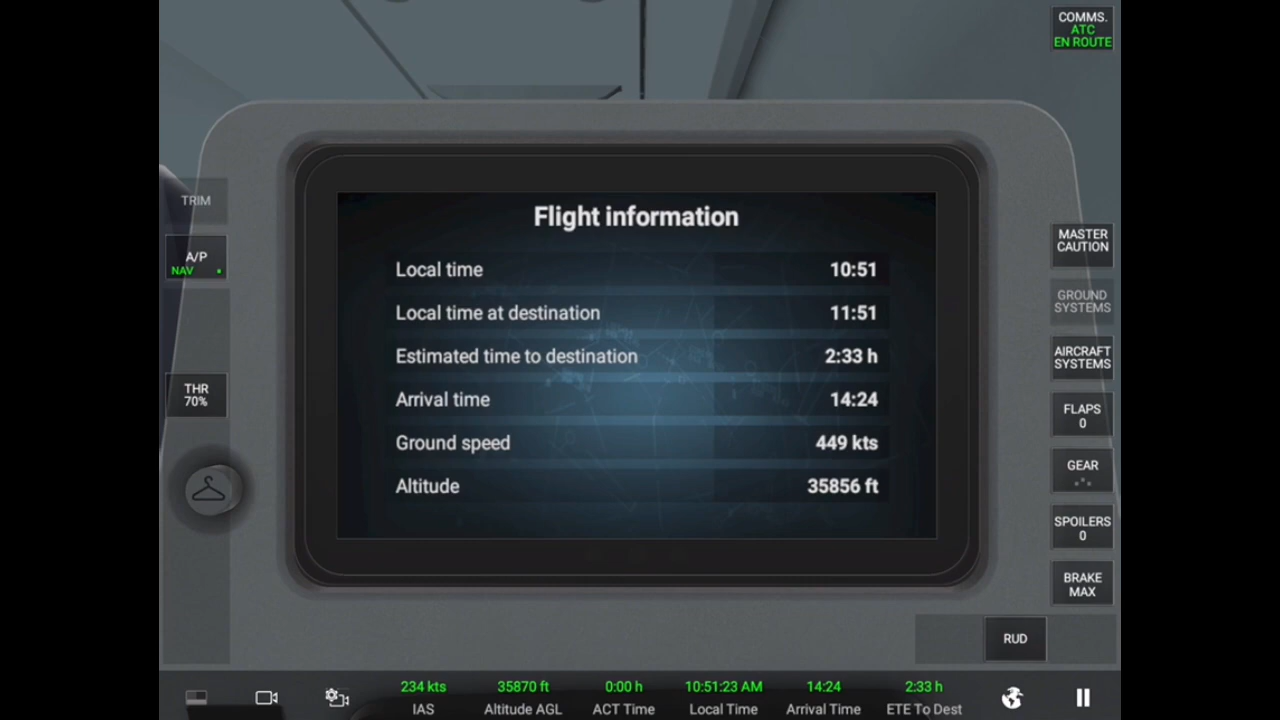 COMMS.
ATC
EN ROUTE
TRIM
A/P
NAV
THR
70%
Flight information
Local time 10:51
Local time at destination 11:51
Estimated time to destination 2:33 h
Arrival time 14:24
Ground speed 449 kts
Altitude 35856 ft
MASTER
CAUTION
GROUND
SYSTEMS
AIRCRAFT
SYSTEMS
FLAPS
0
GEAR
SPOILERS
0
BRAKE
MAX
RUD
234 kts 35870 ft 0:00 h 10:51:23 AM 14:24 2:33 h
IAS Altitude AGL ACT Time Local Time Arrival Time ETE To Dest